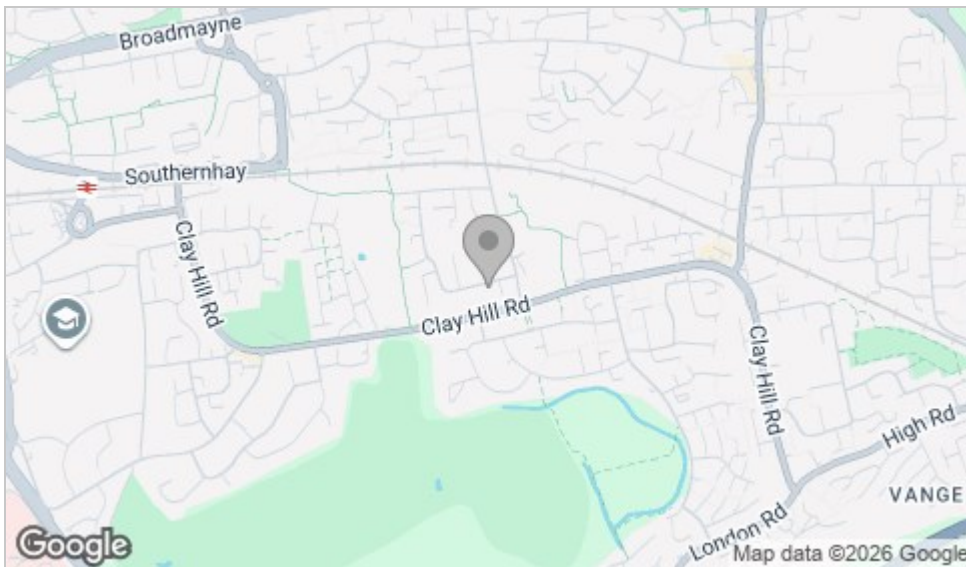 Broadmayne
Southernhay
Clay Hill Rd
Clay Hill Rd
Clay Hill Rd
High Rd
VANGE
London Rd
Google
Map data ©2026 Google